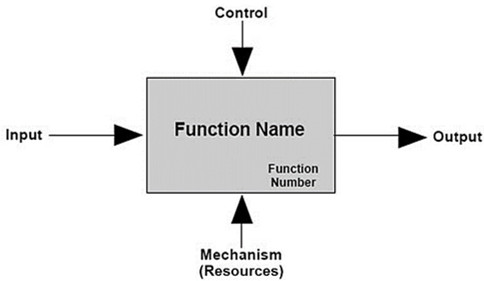 Control
Input
Function Name
Output
Function
Number
Mechanism
(Resources)